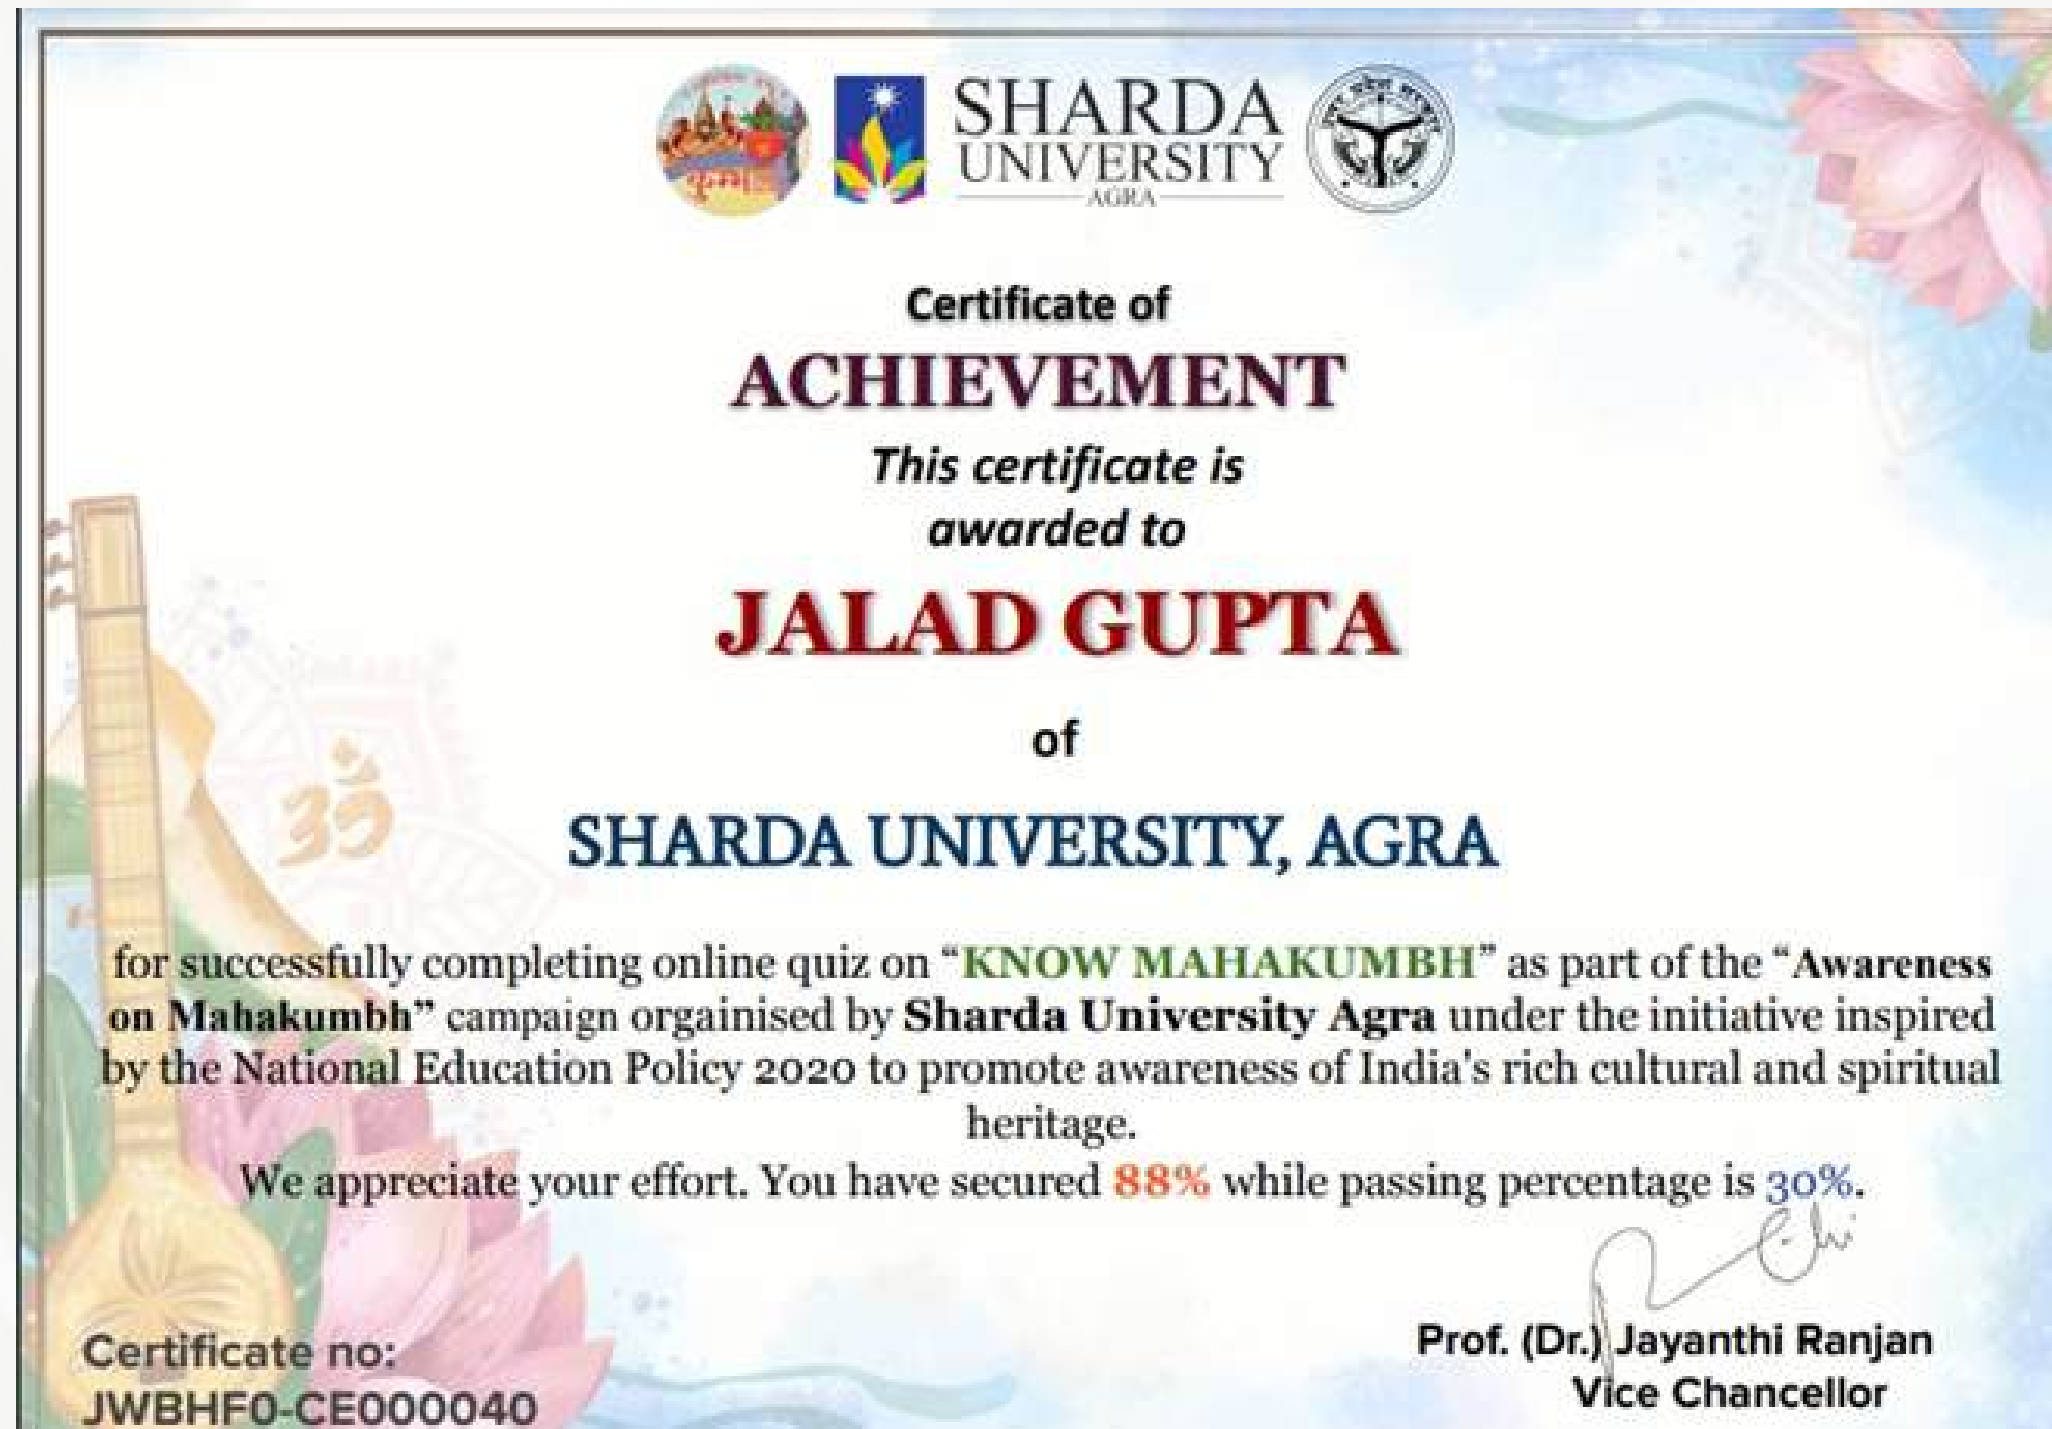 कुम्भ
SHARDA
UNIVERSITY
AGRA
उत्तर प्रदेश सरकार
Certificate of
ACHIEVEMENT
This certificate is
awarded to
JALAD GUPTA
of
ॐ
SHARDA UNIVERSITY, AGRA
for successfully completing online quiz on “KNOW MAHAKUMBH” as part of the “Awareness
on Mahakumbh” campaign orgainised by Sharda University Agra under the initiative inspired
by the National Education Policy 2020 to promote awareness of India's rich cultural and spiritual
heritage.
We appreciate your effort. You have secured 88% while passing percentage is 30%.
Certificate no:
JWBHF0-CE000040
Prof. (Dr.) Jayanthi Ranjan
Vice Chancellor